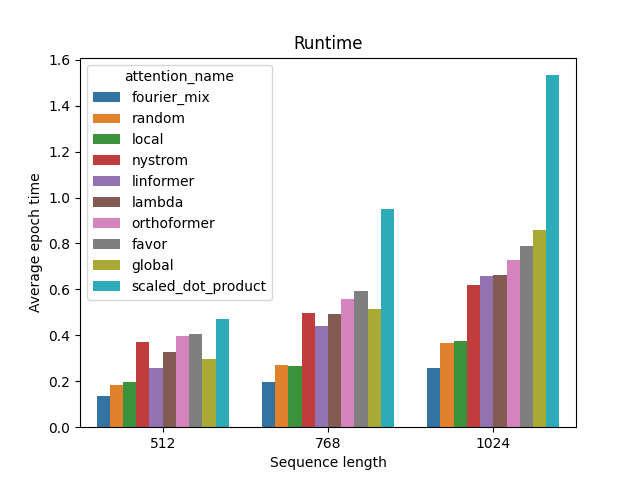 Runtime
1.6
1.4
1.2
1.0
0.8
0.6
0.4
0.2
0.0
Average epoch time
attention_name
fourier_mix
random
local
nystrom
linformer
lambda
orthoformer
favor
global
scaled_dot_product
512
768
1024
Sequence length